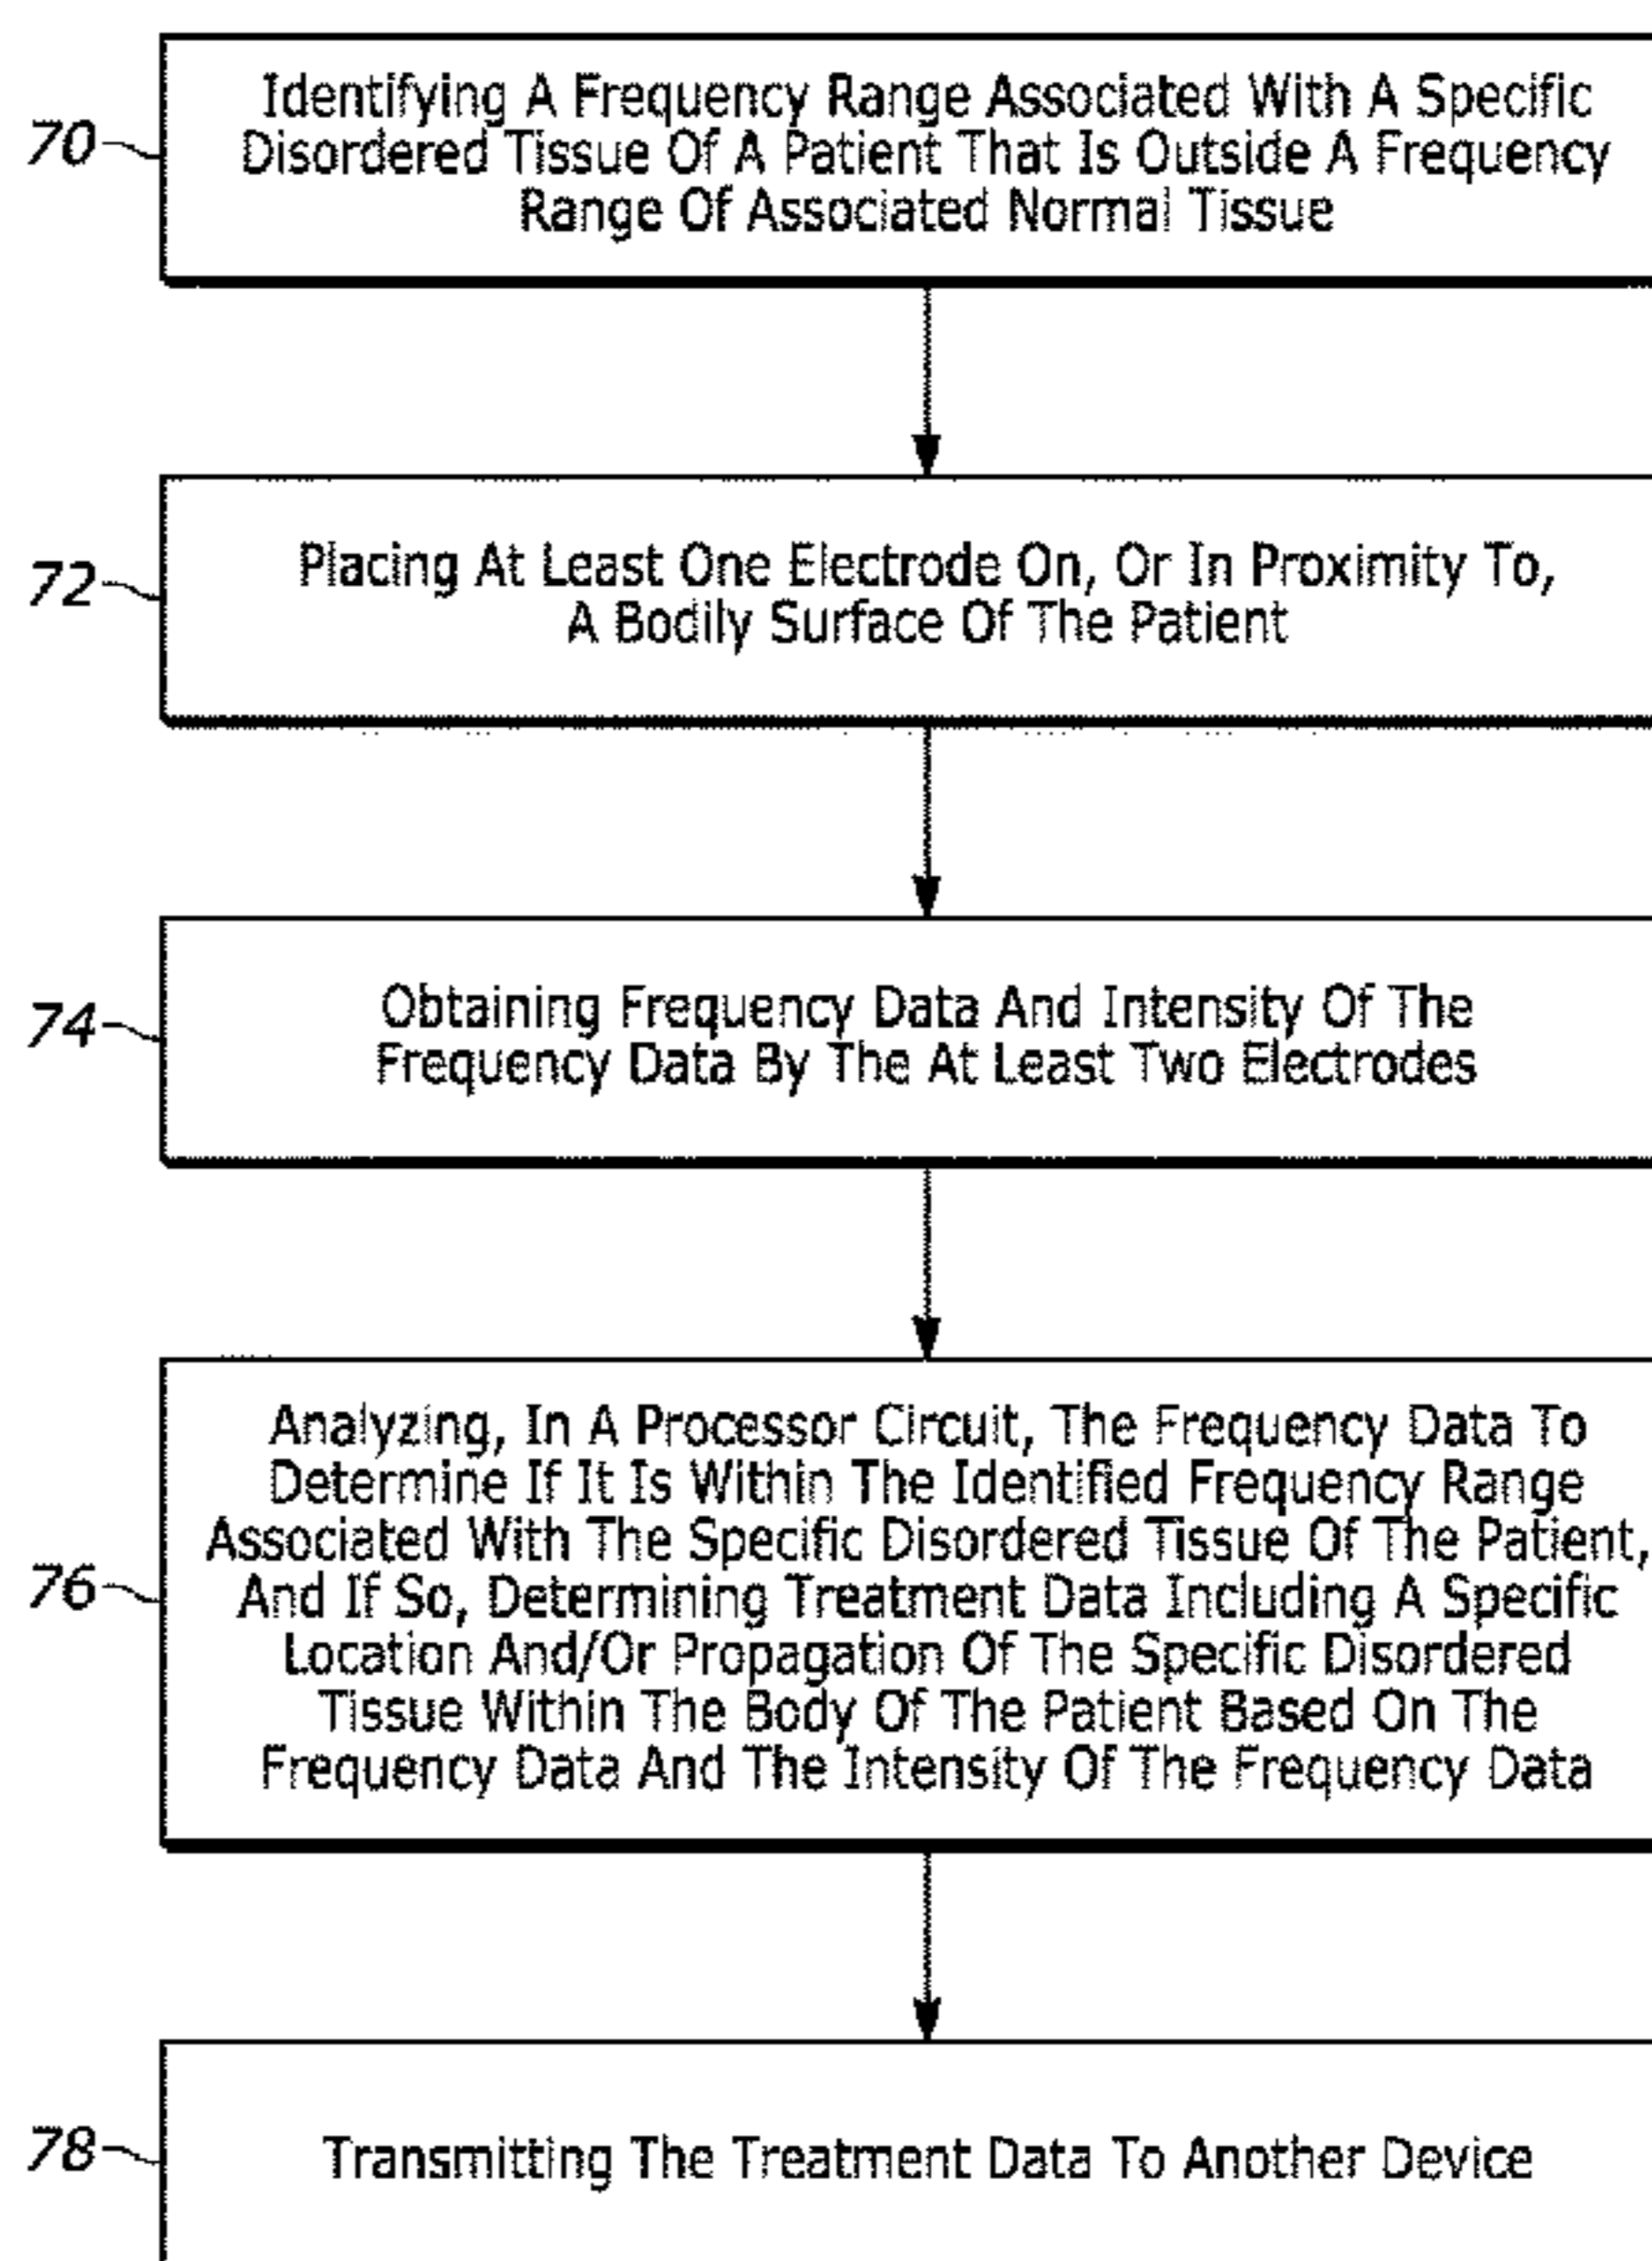 Identifying A Frequency Range Associated With A Specific
70
Disordered Tissue Of A Patient That Is Outside A Frequency
Range Of Associated Normal Tissue
Placing At Least One Electrode On, Or In Proximity To,
72
A Bodily Surface Of The Patient
Obtaining Frequency Data And Intensity Of The
74
Frequency Data By The At Least Two Electrodes
Analyzing, In A Processor Circuit, The Frequency Data To
Determine If It Is Within The Identified Frequency Range
Associated With The Specific Disordered Tissue Of The Patient,
76
And If So, Determining Treatment Data Including A Specific
Location And/Or Propagation Of The Specific Disordered
Tissue Within The Body Of The Patient Based On The
Frequency Data And The Intensity Of The Frequency Data
78
Transmitting The Treatment Data To Another Device